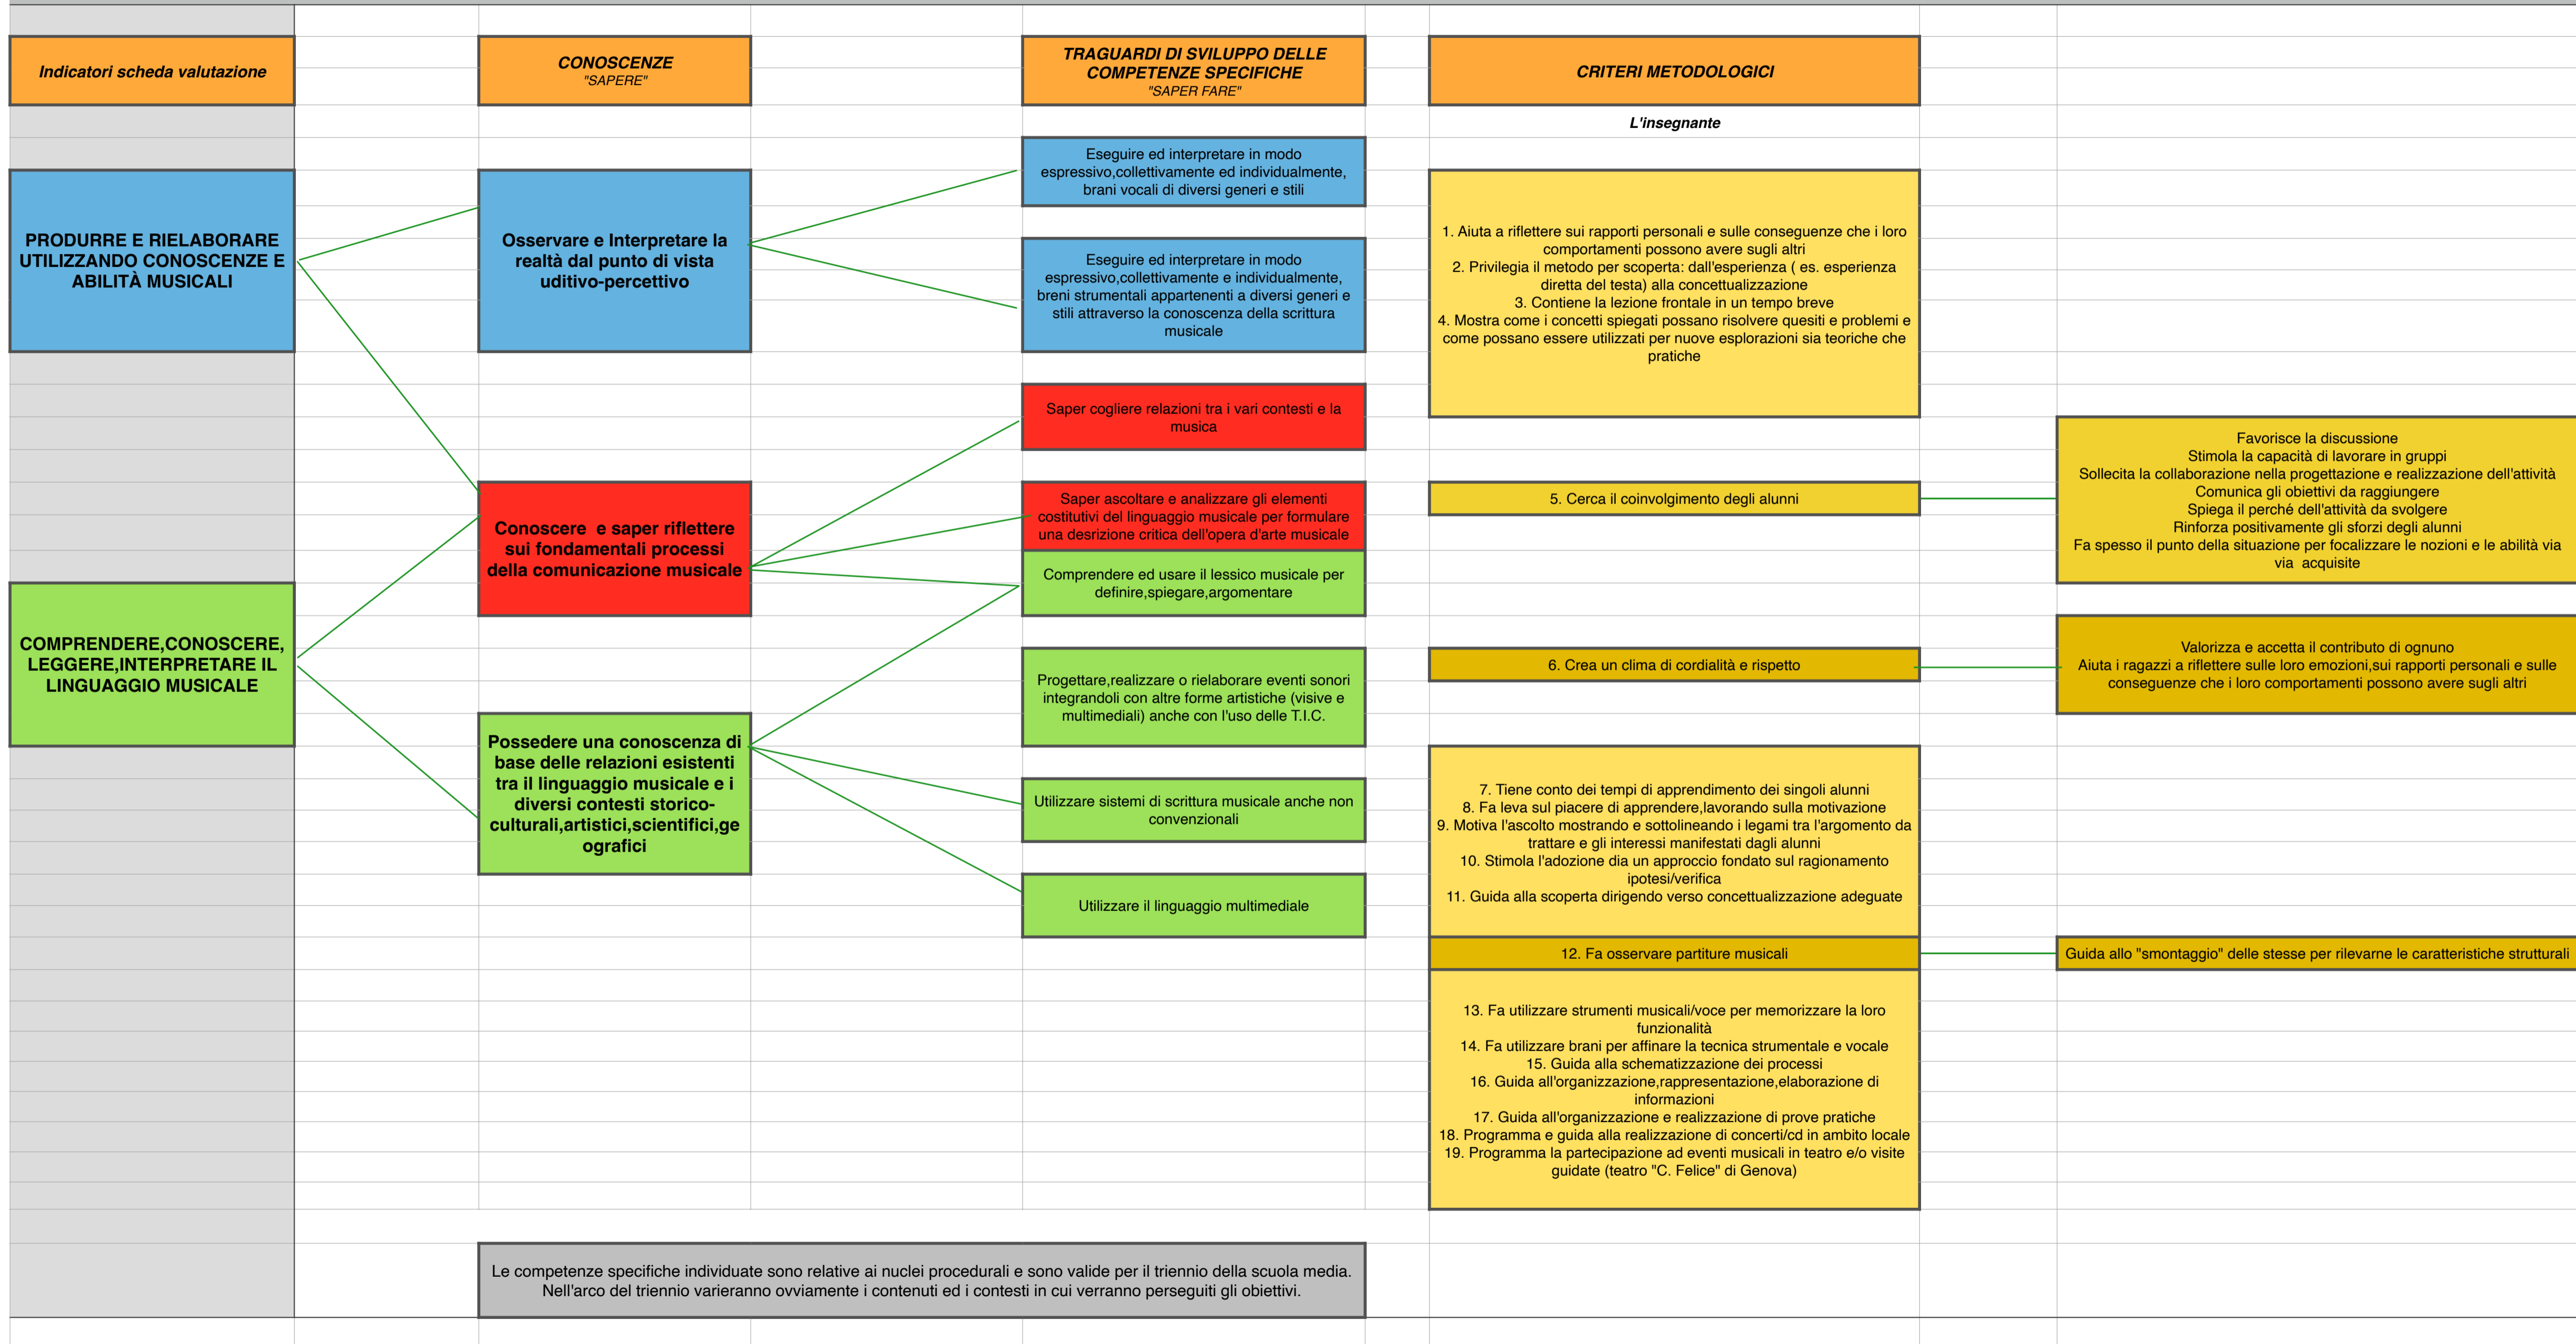 Indicatori scheda valutazione
CONOSCENZE
"SAPERE"
TRAGUARDI DI SVILUPPO DELLE
COMPETENZE SPECIFICHE
"SAPER FARE"
CRITERI METODOLOGICI
L'insegnante
PRODURRE E RIELABORARE
UTILIZZANDO CONOSCENZE E
ABILITÀ MUSICALI
COMPRENDERE,CONOSCERE,
LEGGERE,INTERPRETARE IL
LINGUAGGIO MUSICALE
Osservare e Interpretare la
realtà dal punto di vista
uditivo-percettivo
Conoscere  e saper riflettere
sui fondamentali processi
della comunicazione musicale
Possedere una conoscenza di
base delle relazioni esistenti
tra il linguaggio musicale e i
diversi contesti storico-
culturali,artistici,scientifici,ge
ografici
Eseguire ed interpretare in modo
espressivo,collettivamente ed individualmente,
brani vocali di diversi generi e stili
Eseguire ed interpretare in modo
espressivo,collettivamente e individualmente,
breni strumentali appartenenti a diversi generi e
stili attraverso la conoscenza della scrittura
musicale
Saper cogliere relazioni tra i vari contesti e la
musica
Saper ascoltare e analizzare gli elementi
costitutivi del linguaggio musicale per formulare
una desrizione critica dell'opera d'arte musicale
Comprendere ed usare il lessico musicale per
definire,spiegare,argomentare
Progettare,realizzare o rielaborare eventi sonori
integrandoli con altre forme artistiche (visive e
multimediali) anche con l'uso delle T.I.C.
Utilizzare sistemi di scrittura musicale anche non
convenzionali
Utilizzare il linguaggio multimediale
1. Aiuta a riflettere sui rapporti personali e sulle conseguenze che i loro
comportamenti possono avere sugli altri
2. Privilegia il metodo per scoperta: dall'esperienza ( es. esperienza
diretta del testa) alla concettualizzazione
3. Contiene la lezione frontale in un tempo breve
4. Mostra come i concetti spiegati possano risolvere quesiti e problemi e
come possano essere utilizzati per nuove esplorazioni sia teoriche che
pratiche
5. Cerca il coinvolgimento degli alunni
Favorisce la discussione
Stimola la capacità di lavorare in gruppi
Sollecita la collaborazione nella progettazione e realizzazione dell'attività
Comunica gli obiettivi da raggiungere
Spiega il perché dell'attività da svolgere
Rinforza positivamente gli sforzi degli alunni
Fa spesso il punto della situazione per focalizzare le nozioni e le abilità via
via  acquisite
6. Crea un clima di cordialità e rispetto
Valorizza e accetta il contributo di ognuno
Aiuta i ragazzi a riflettere sulle loro emozioni,sui rapporti personali e sulle
conseguenze che i loro comportamenti possono avere sugli altri
7. Tiene conto dei tempi di apprendimento dei singoli alunni
8. Fa leva sul piacere di apprendere,lavorando sulla motivazione
9. Motiva l'ascolto mostrando e sottolineando i legami tra l'argomento da
trattare e gli interessi manifestati dagli alunni
10. Stimola l'adozione dia un approccio fondato sul ragionamento
ipotesi/verifica
11. Guida alla scoperta dirigendo verso concettualizzazione adeguate
12. Fa osservare partiture musicali
Guida allo "smontaggio" delle stesse per rilevarne le caratteristiche strutturali
13. Fa utilizzare strumenti musicali/voce per memorizzare la loro
funzionalità
14. Fa utilizzare brani per affinare la tecnica strumentale e vocale
15. Guida alla schematizzazione dei processi
16. Guida all'organizzazione,rappresentazione,elaborazione di
informazioni
17. Guida all'organizzazione e realizzazione di prove pratiche
18. Programma e guida alla realizzazione di concerti/cd in ambito locale
19. Programma la partecipazione ad eventi musicali in teatro e/o visite
guidate (teatro "C. Felice" di Genova)
Le competenze specifiche individuate sono relative ai nuclei procedurali e sono valide per il triennio della scuola media.
Nell'arco del triennio varieranno ovviamente i contenuti ed i contesti in cui verranno perseguiti gli obiettivi.